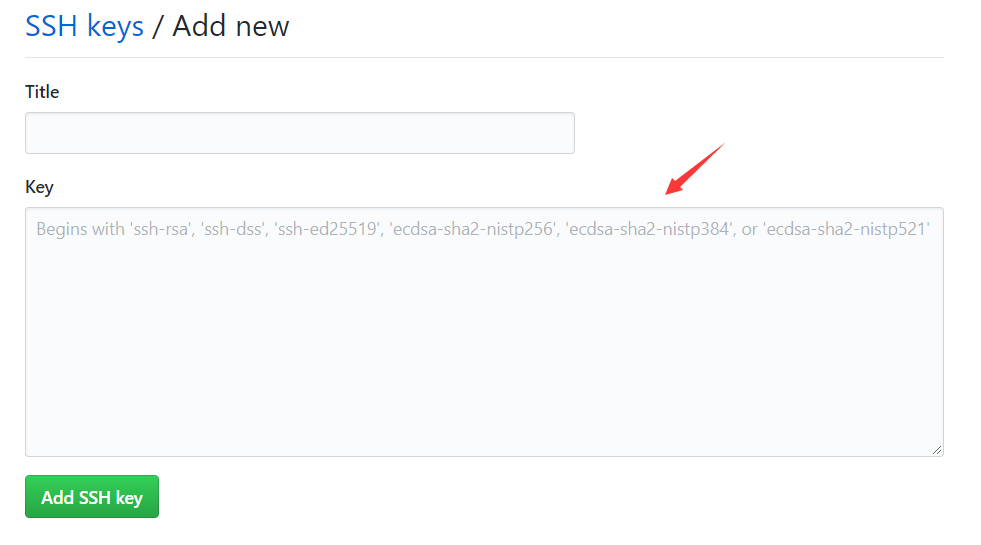 SSH keys / Add new
Title
Key
Begins with 'ssh-rsa', 'ssh-dss', 'ssh-ed25519', 'ecdsa-sha2-nistp256', 'ecdsa-sha2-nistp384', or 'ecdsa-sha2-nistp521'
Add SSH key